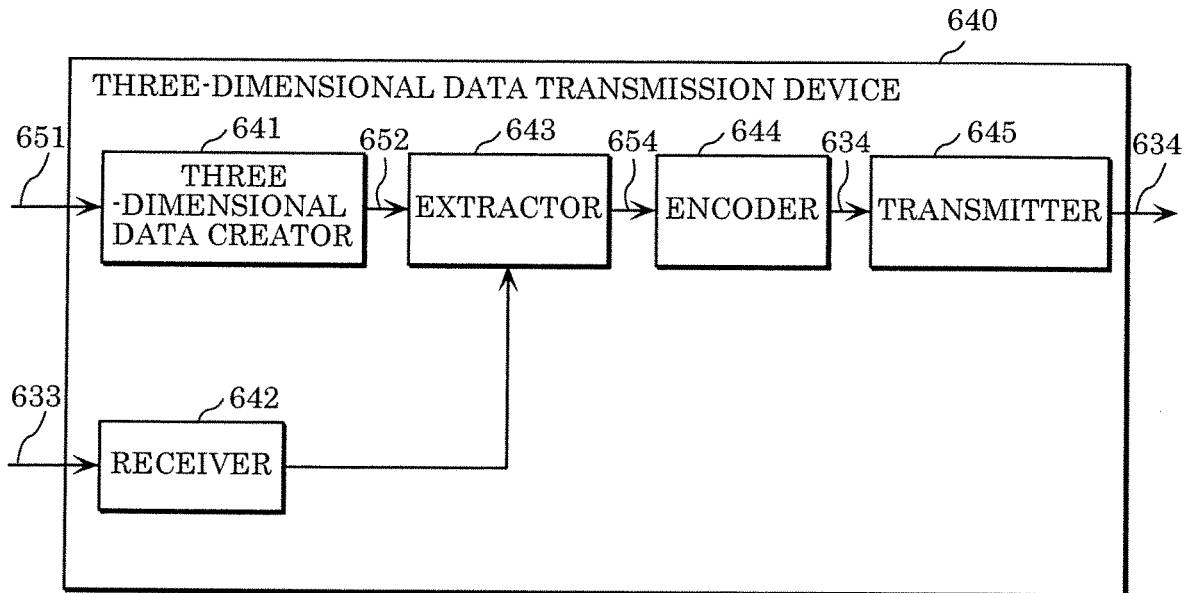 640
THREE-DIMENSIONAL DATA TRANSMISSION DEVICE
651
641
652
643
654
644
634
645
634
THREE
-DIMENSIONAL
DATA CREATOR
EXTRACTOR
ENCODER
TRANSMITTER
633
642
RECEIVER